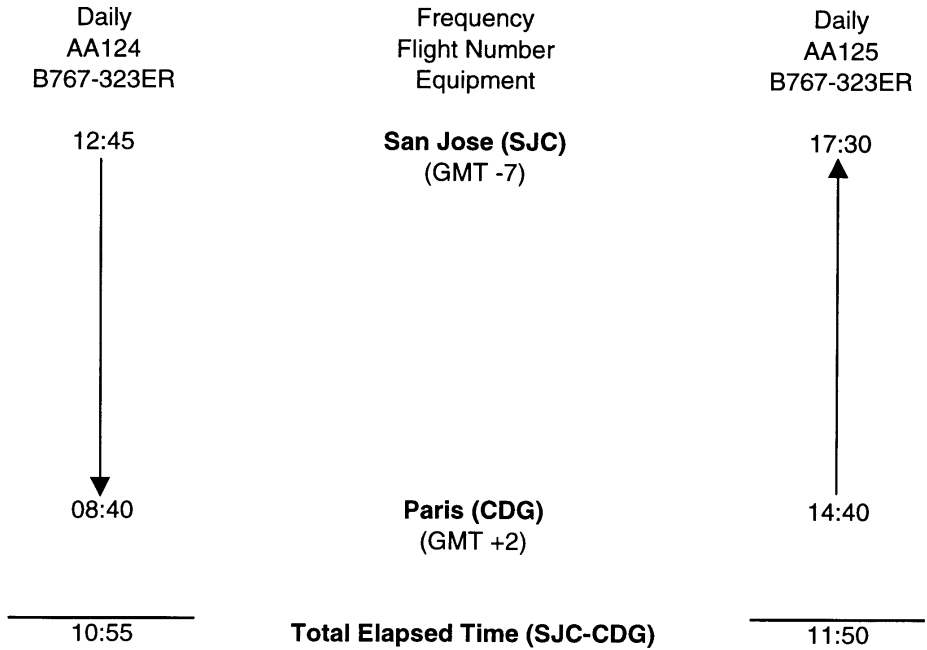 Daily Frequency Daily
AA124 Flight Number AA125
B767-323ER Equipment B767-323ER
12:45 San Jose (SJC) 17:30
(GMT -7)
08:40 Paris (CDG) 14:40
(GMT +2)
10:55 Total Elapsed Time (SJC-CDG) 11:50